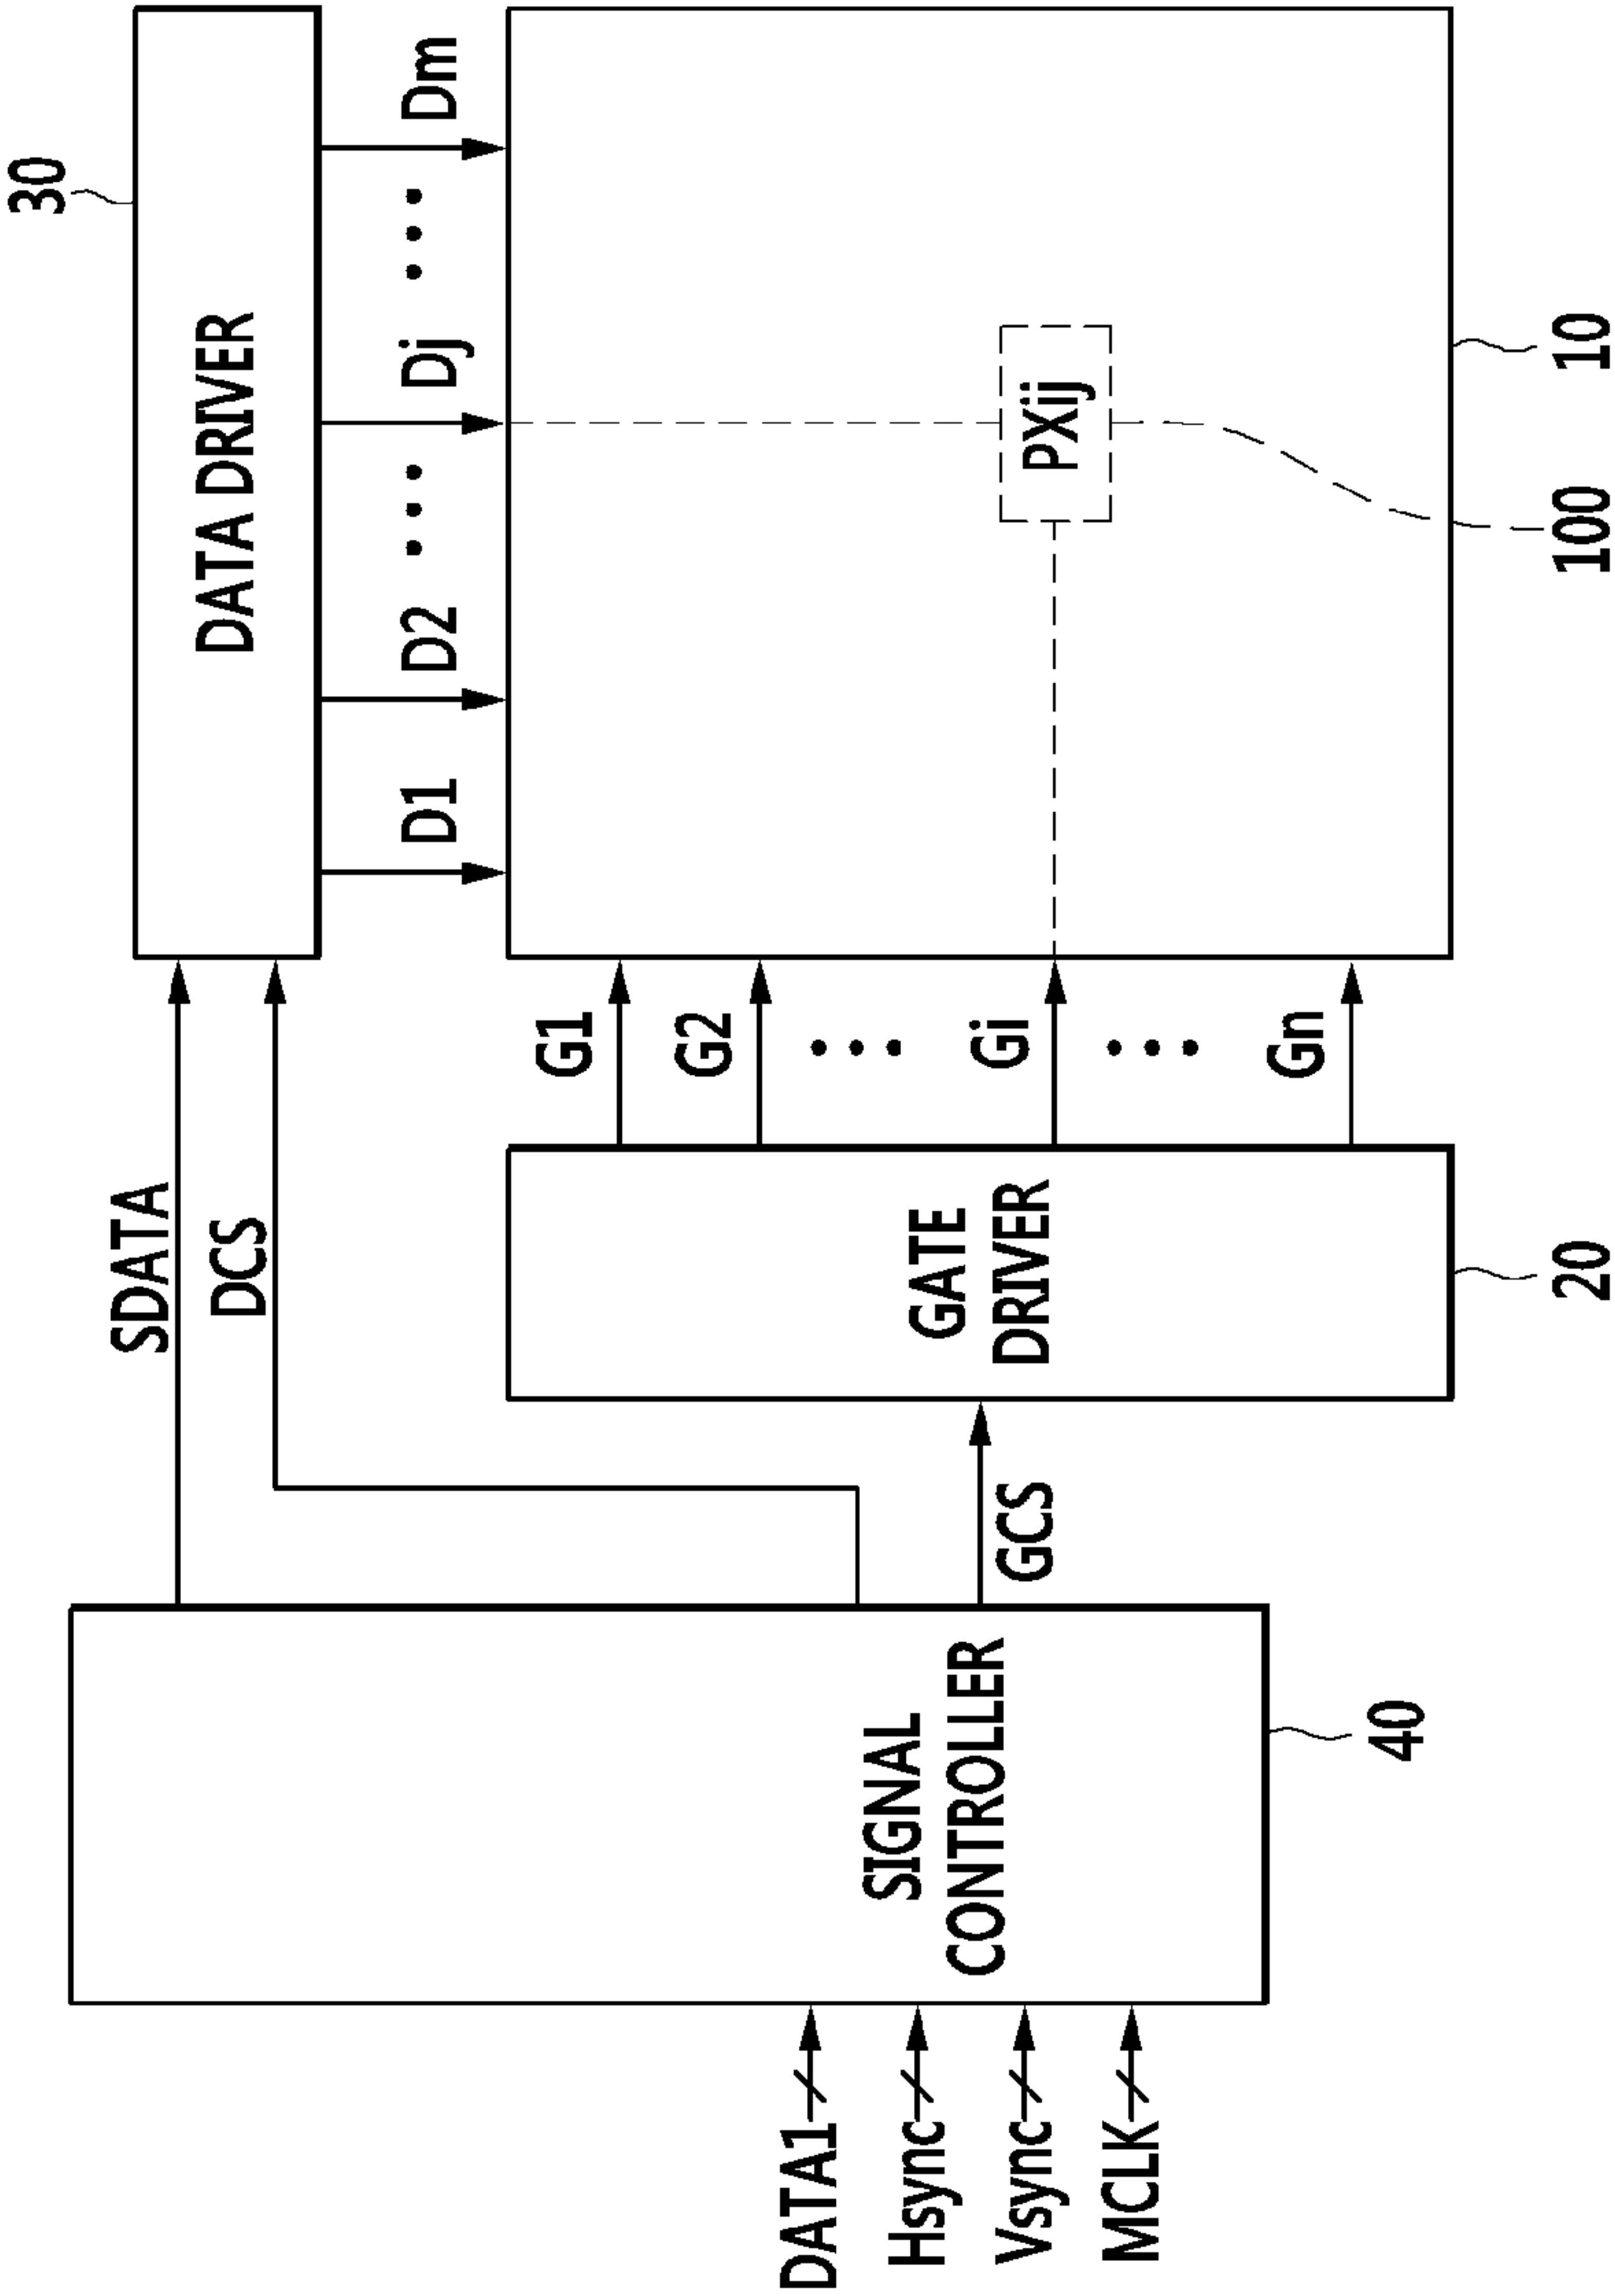 30
DATA DRIVER
SDATA
DCS
D1
D2
Dj
Dm
G1
G2
Gi
Gn
PXij
GATE
DRIVER
GCS
SIGNAL
CONTROLLER
DATA1
Hsync
Vsync
MCLK
40
20
100
10